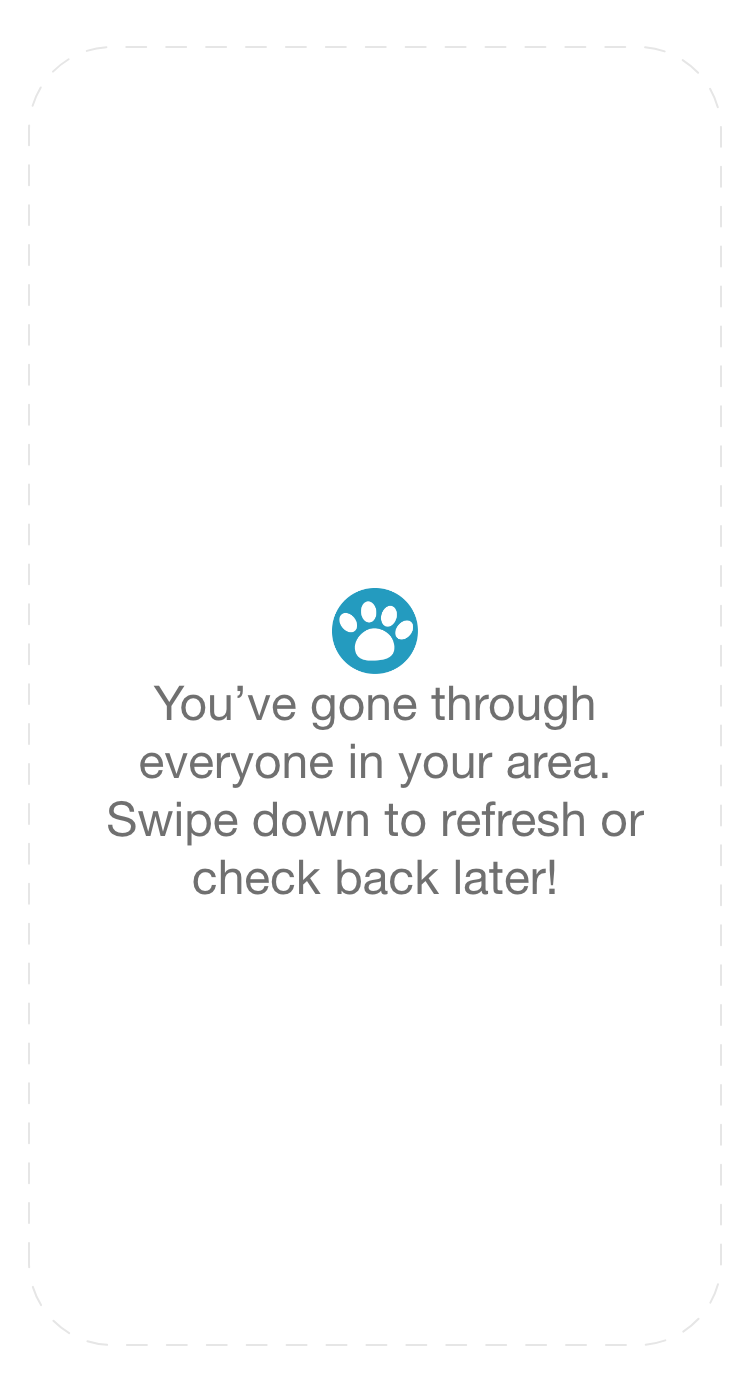 You’ve gone through
everyone in your area.
Swipe down to refresh or
check back later!